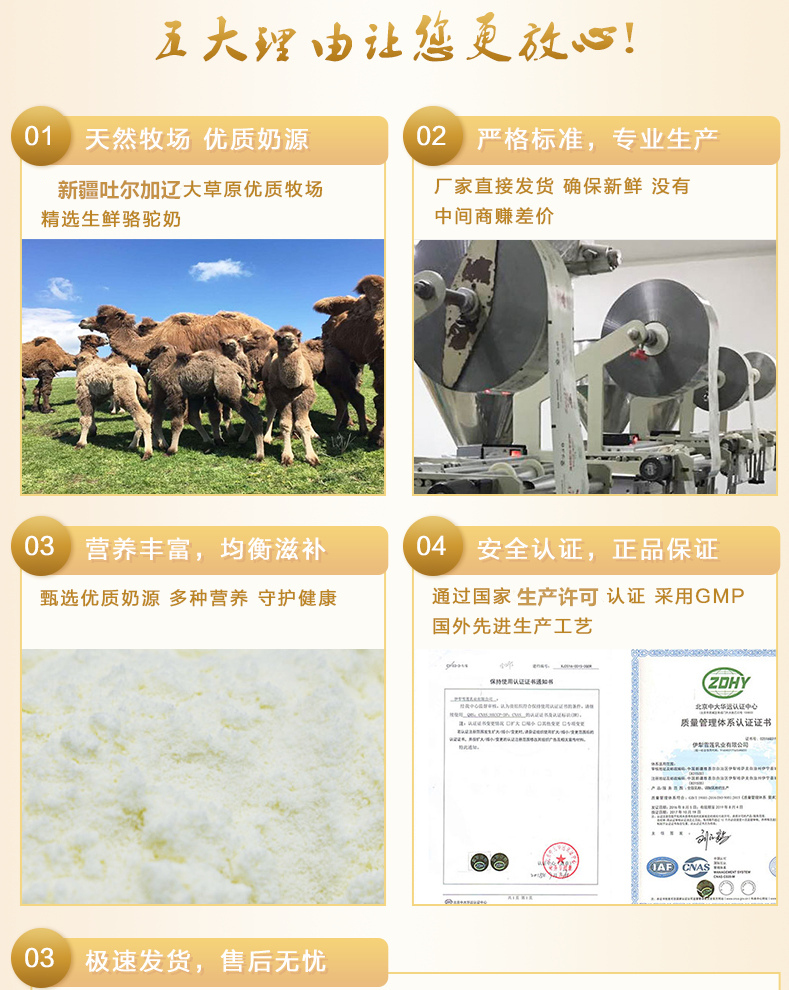 五大理由让您更放心!
01 天然牧场 优质奶源
新疆吐尔加辽大草原优质牧场
精选生鲜骆驼奶
02 严格标准，专业生产
厂家直接发货 确保新鲜 没有
中间商赚差价
03 营养丰富，均衡滋补
甄选优质奶源 多种营养 守护健康
04 安全认证，正品保证
通过国家 生产许可 认证 采用GMP
国外先进生产工艺
保持使用认证证书通知书
ZDHY
北京中大华远认证中心
质量管理体系认证证书
伊犁雪莲乳业有限公司
IAF
CNAS
03 极速发货，售后无忧